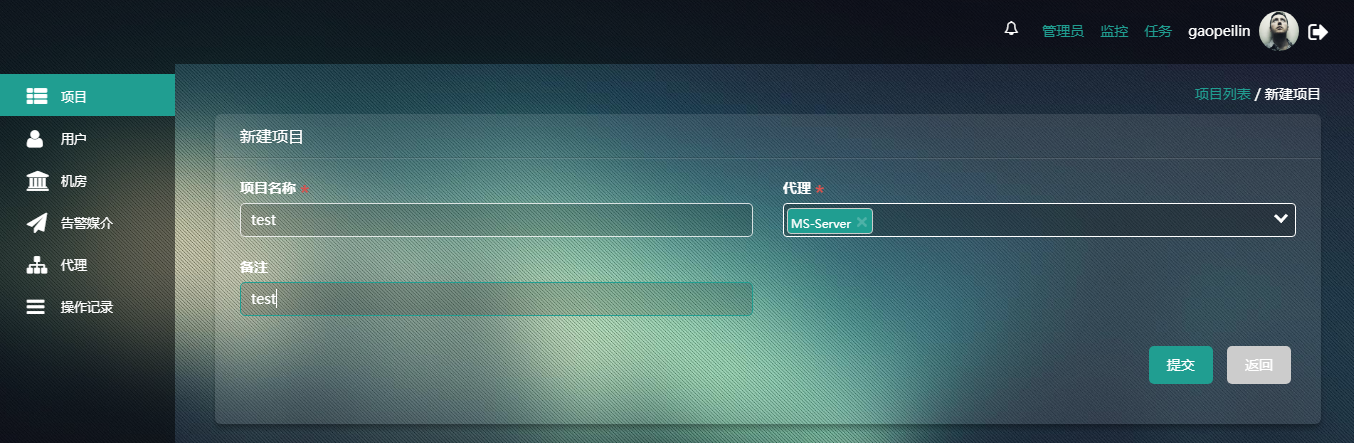 管理员 监控 任务 gaopeilin
项目
用户
机房
告警媒介
代理
操作记录
项目列表 / 新建项目
新建项目
项目名称 *
test
代理 *
MS-Server ×
备注
test
提交 返回